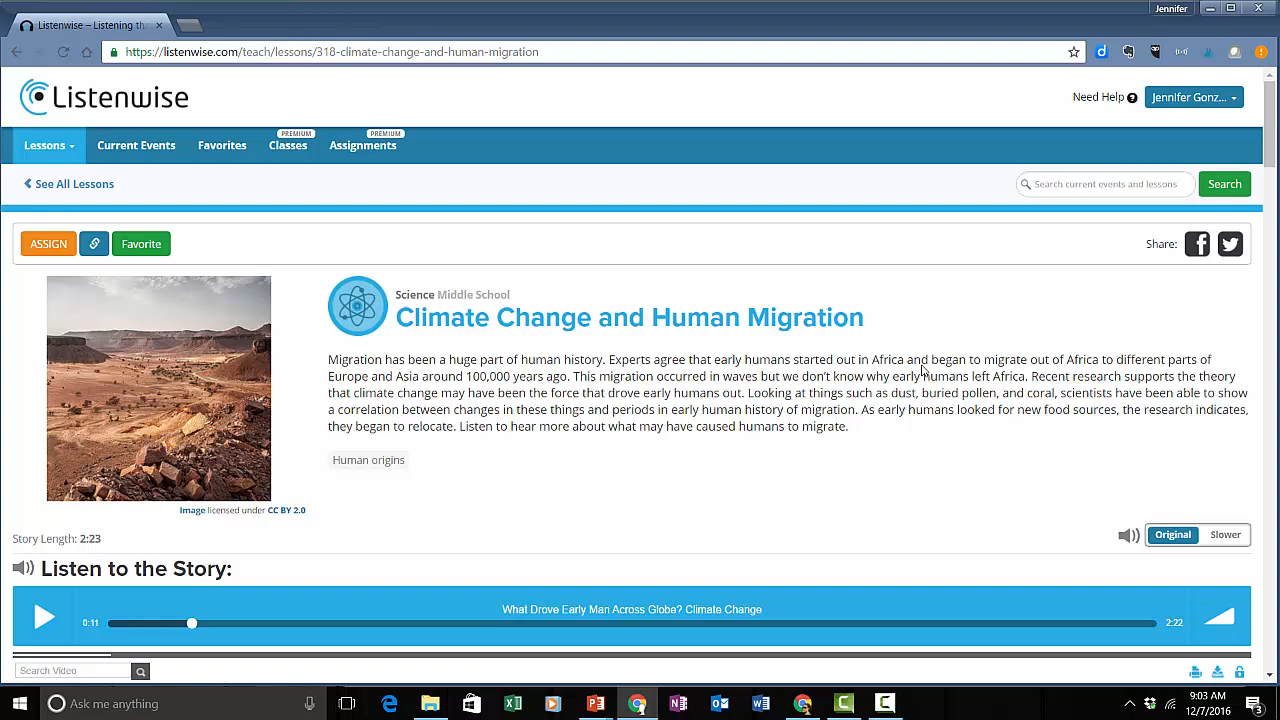 Jennifer
Listenwise – Listening th
https://listenwise.com/teach/lessons/318-climate-change-and-human-migration
Listenwise
Need Help ?
Jennifer Gonz...
PREMIUM PREMIUM
Lessons Current Events Favorites Classes Assignments
See All Lessons
Search current events and lessons
Search
ASSIGN Favorite
Share:
Science Middle School
Climate Change and Human Migration
Migration has been a huge part of human history. Experts agree that early humans started out in Africa and began to migrate out of Africa to different parts of
Europe and Asia around 100,000 years ago. This migration occurred in waves but we don't know why early humans left Africa. Recent research supports the theory
that climate change may have been the force that drove early humans out. Looking at things such as dust, buried pollen, and coral, scientists have been able to show
a correlation between changes in these things and periods in early human history of migration. As early humans looked for new food sources, the research indicates,
they began to relocate. Listen to hear more about what may have caused humans to migrate.
Human origins
Image licensed under CC BY 2.0
Story Length: 2:23
Original Slower
Listen to the Story:
What Drove Early Man Across Globe? Climate Change
0:11
2:22
Search Video
Ask me anything
9:03 AM
12/7/2016
3